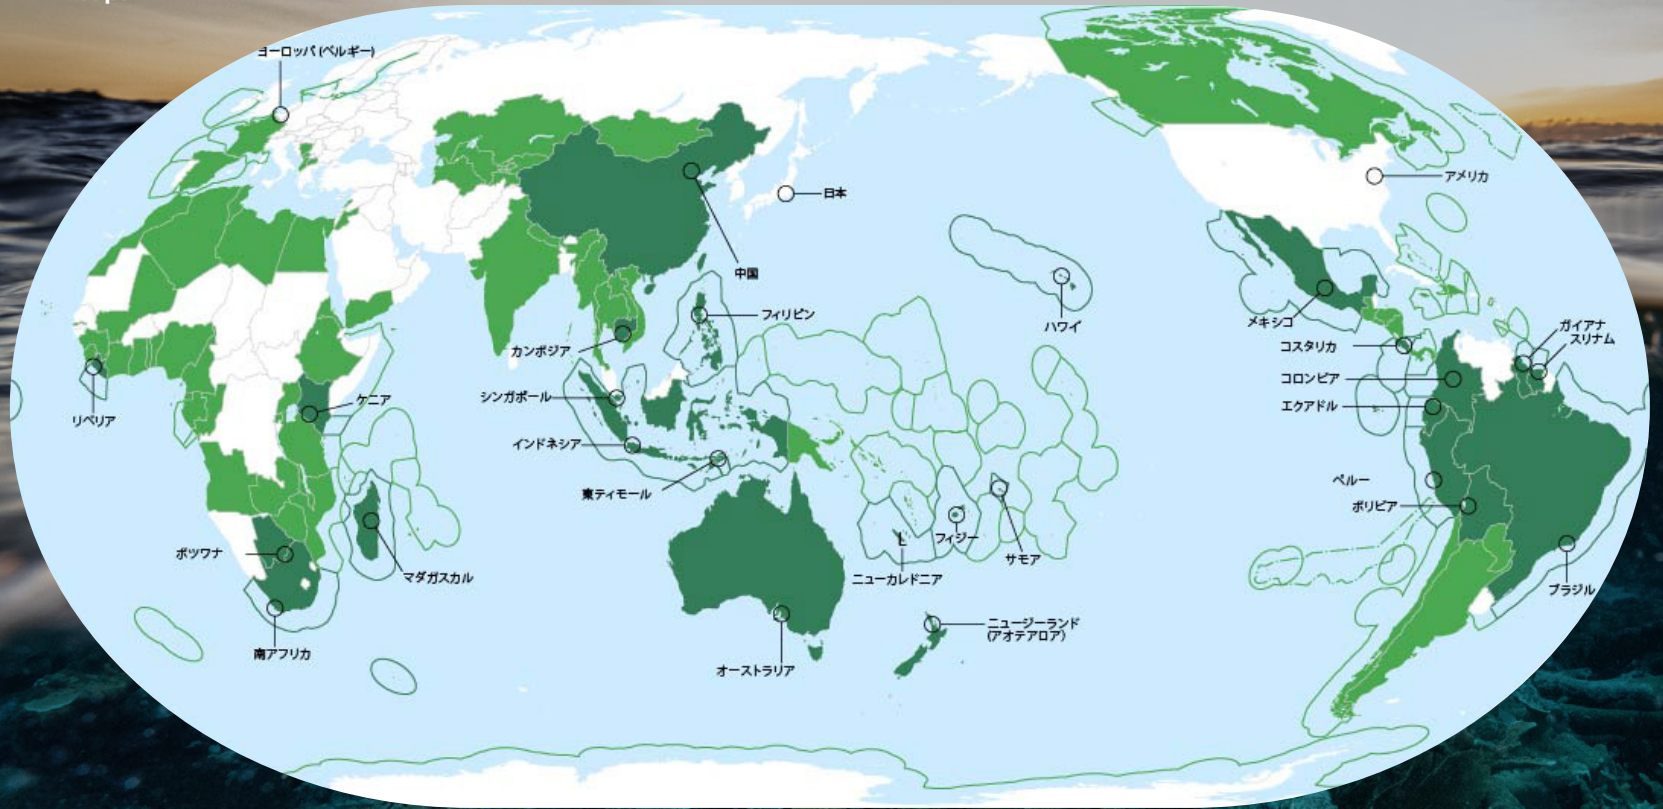 ヨーロッパ (ベルギー)
アメリカ
日本
中国
フィリピン
カンボジア
シンガポール
インドネシア
東ティモール
リベリア
ケニア
ボツワナ
マダガスカル
南アフリカ
オーストラリア
ニューカレドニア
フィジー
サモア
ニュージーランド
(アオテアロア)
ハワイ
メキシコ
コスタリカ
コロンビア
エクアドル
ガイアナ
スリナム
ペルー
ボリビア
ブラジル